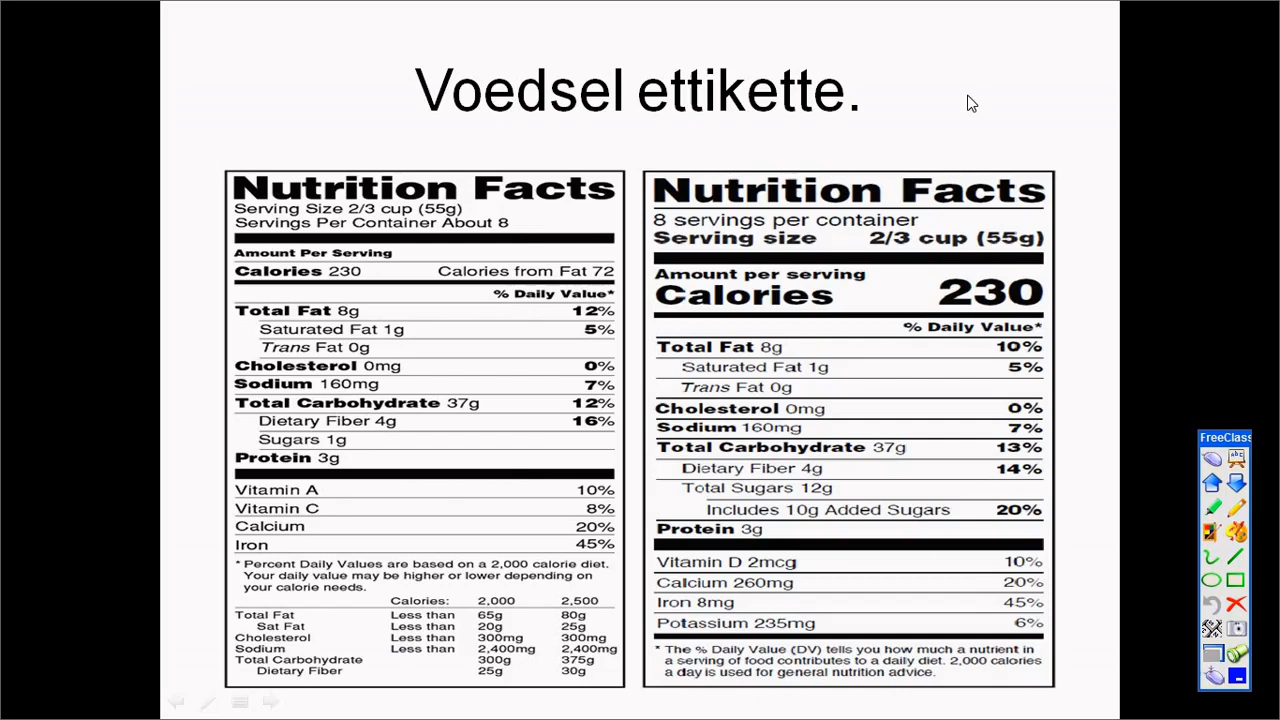 Voedsel ettikette.
Nutrition Facts
Serving Size 2/3 cup (55g)
Servings Per Container About 8
Amount Per Serving
Calories 230 Calories from Fat 72
% Daily Value*
Total Fat 8g 12%
Saturated Fat 1g 5%
Trans Fat 0g
Cholesterol 0mg 0%
Sodium 160mg 7%
Total Carbohydrate 37g 12%
Dietary Fiber 4g 16%
Sugars 1g
Protein 3g
Vitamin A 10%
Vitamin C 8%
Calcium 20%
Iron 45%
* Percent Daily Values are based on a 2,000 calorie diet.
Your daily value may be higher or lower depending on
your calorie needs.
Calories: 2,000 2,500
Total Fat Less than 65g 80g
Sat Fat Less than 20g 25g
Cholesterol Less than 300mg 300mg
Sodium Less than 2,400mg 2,400mg
Total Carbohydrate 300g 375g
Dietary Fiber 25g 30g
Nutrition Facts
8 servings per container
Serving size 2/3 cup (55g)
Amount per serving
Calories 230
% Daily Value*
Total Fat 8g 10%
Saturated Fat 1g 5%
Trans Fat 0g
Cholesterol 0mg 0%
Sodium 160mg 7%
Total Carbohydrate 37g 13%
Dietary Fiber 4g 14%
Total Sugars 12g
Includes 10g Added Sugars 20%
Protein 3g
Vitamin D 2mcg 10%
Calcium 260mg 20%
Iron 8mg 45%
Potassium 235mg 6%
* The % Daily Value (DV) tells you how much a nutrient in
a serving of food contributes to a daily diet. 2,000 calories
a day is used for general nutrition advice.
FreeClass